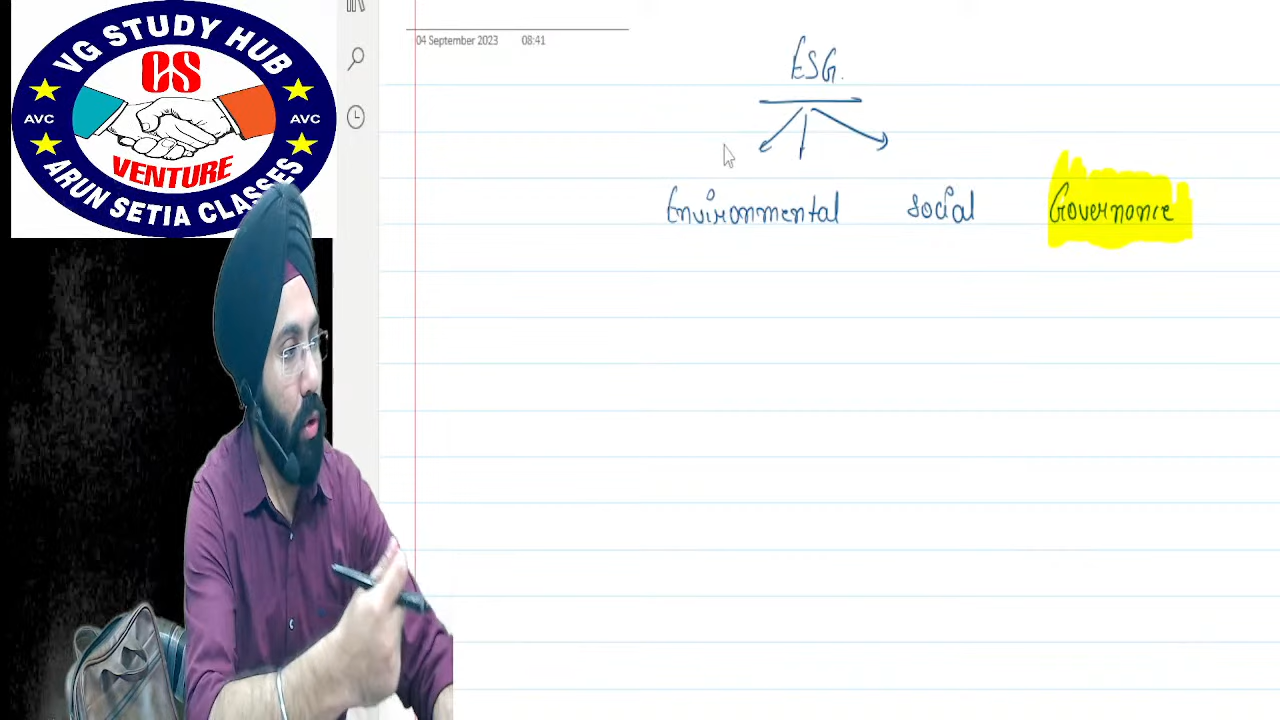 VG STUDY HUB
CS
AVC
AVC
VENTURE
ARUN SETIA CLASSES
04 September 2023 08:41
ESG.
Environmental Social Governance